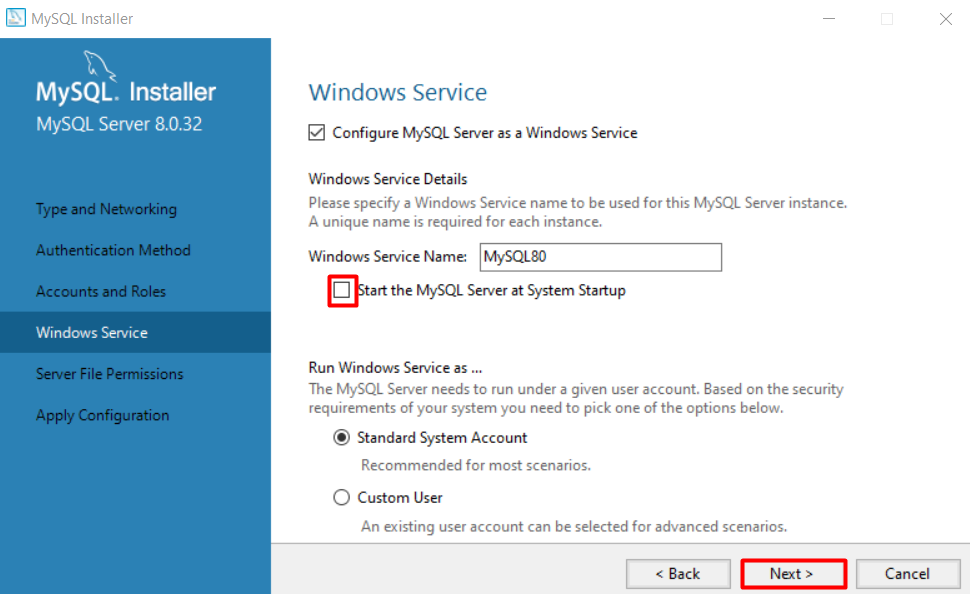 MySQL Installer
MySQL. Installer
MySQL Server 8.0.32
Type and Networking
Authentication Method
Accounts and Roles
Windows Service
Server File Permissions
Apply Configuration
Windows Service
Configure MySQL Server as a Windows Service
Windows Service Details
Please specify a Windows Service name to be used for this MySQL Server instance.
A unique name is required for each instance.
Windows Service Name: MySQL80
Start the MySQL Server at System Startup
Run Windows Service as ...
The MySQL Server needs to run under a given user account. Based on the security
requirements of your system you need to pick one of the options below.
Standard System Account
Recommended for most scenarios.
Custom User
An existing user account can be selected for advanced scenarios.
< Back Next > Cancel